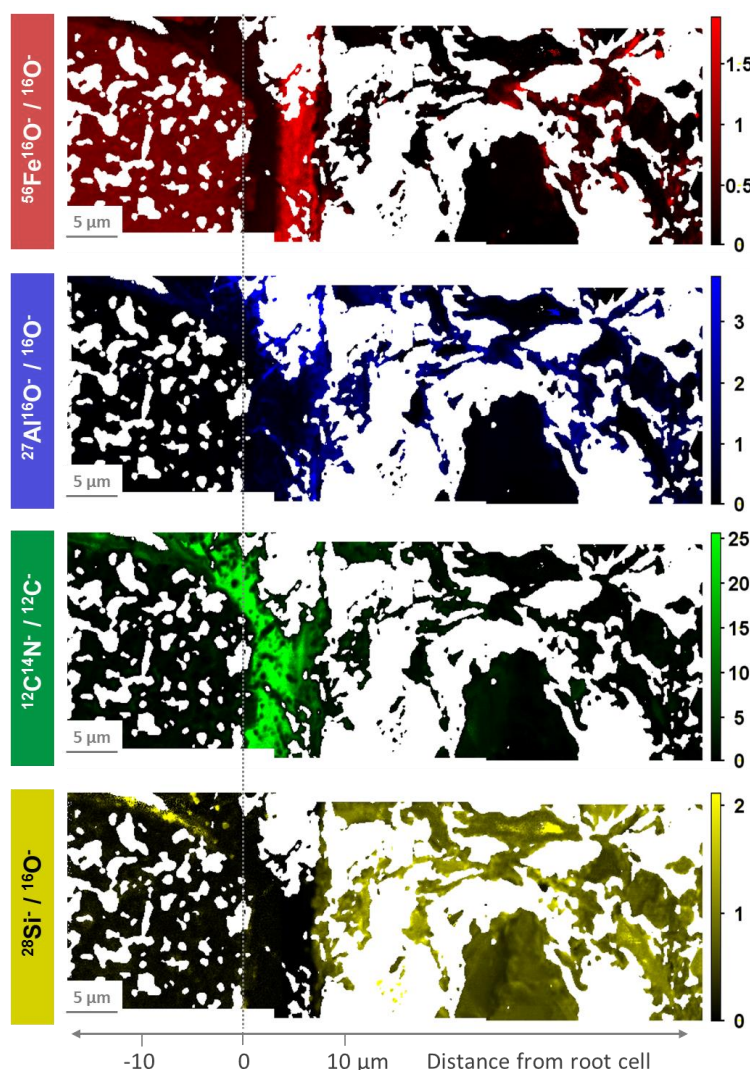 ⁵⁶Fe¹⁶O⁻ / ¹⁶O⁻
1.5
1
0.5
0
5 µm
²⁷Al¹⁶O⁻ / ¹⁶O⁻
3
2
1
0
5 µm
¹²C¹⁴N⁻ / ¹²C⁻
25
20
15
10
5
0
5 µm
²⁸Si⁻ / ¹⁶O⁻
2
1
0
5 µm
-10 0 10 µm Distance from root cell